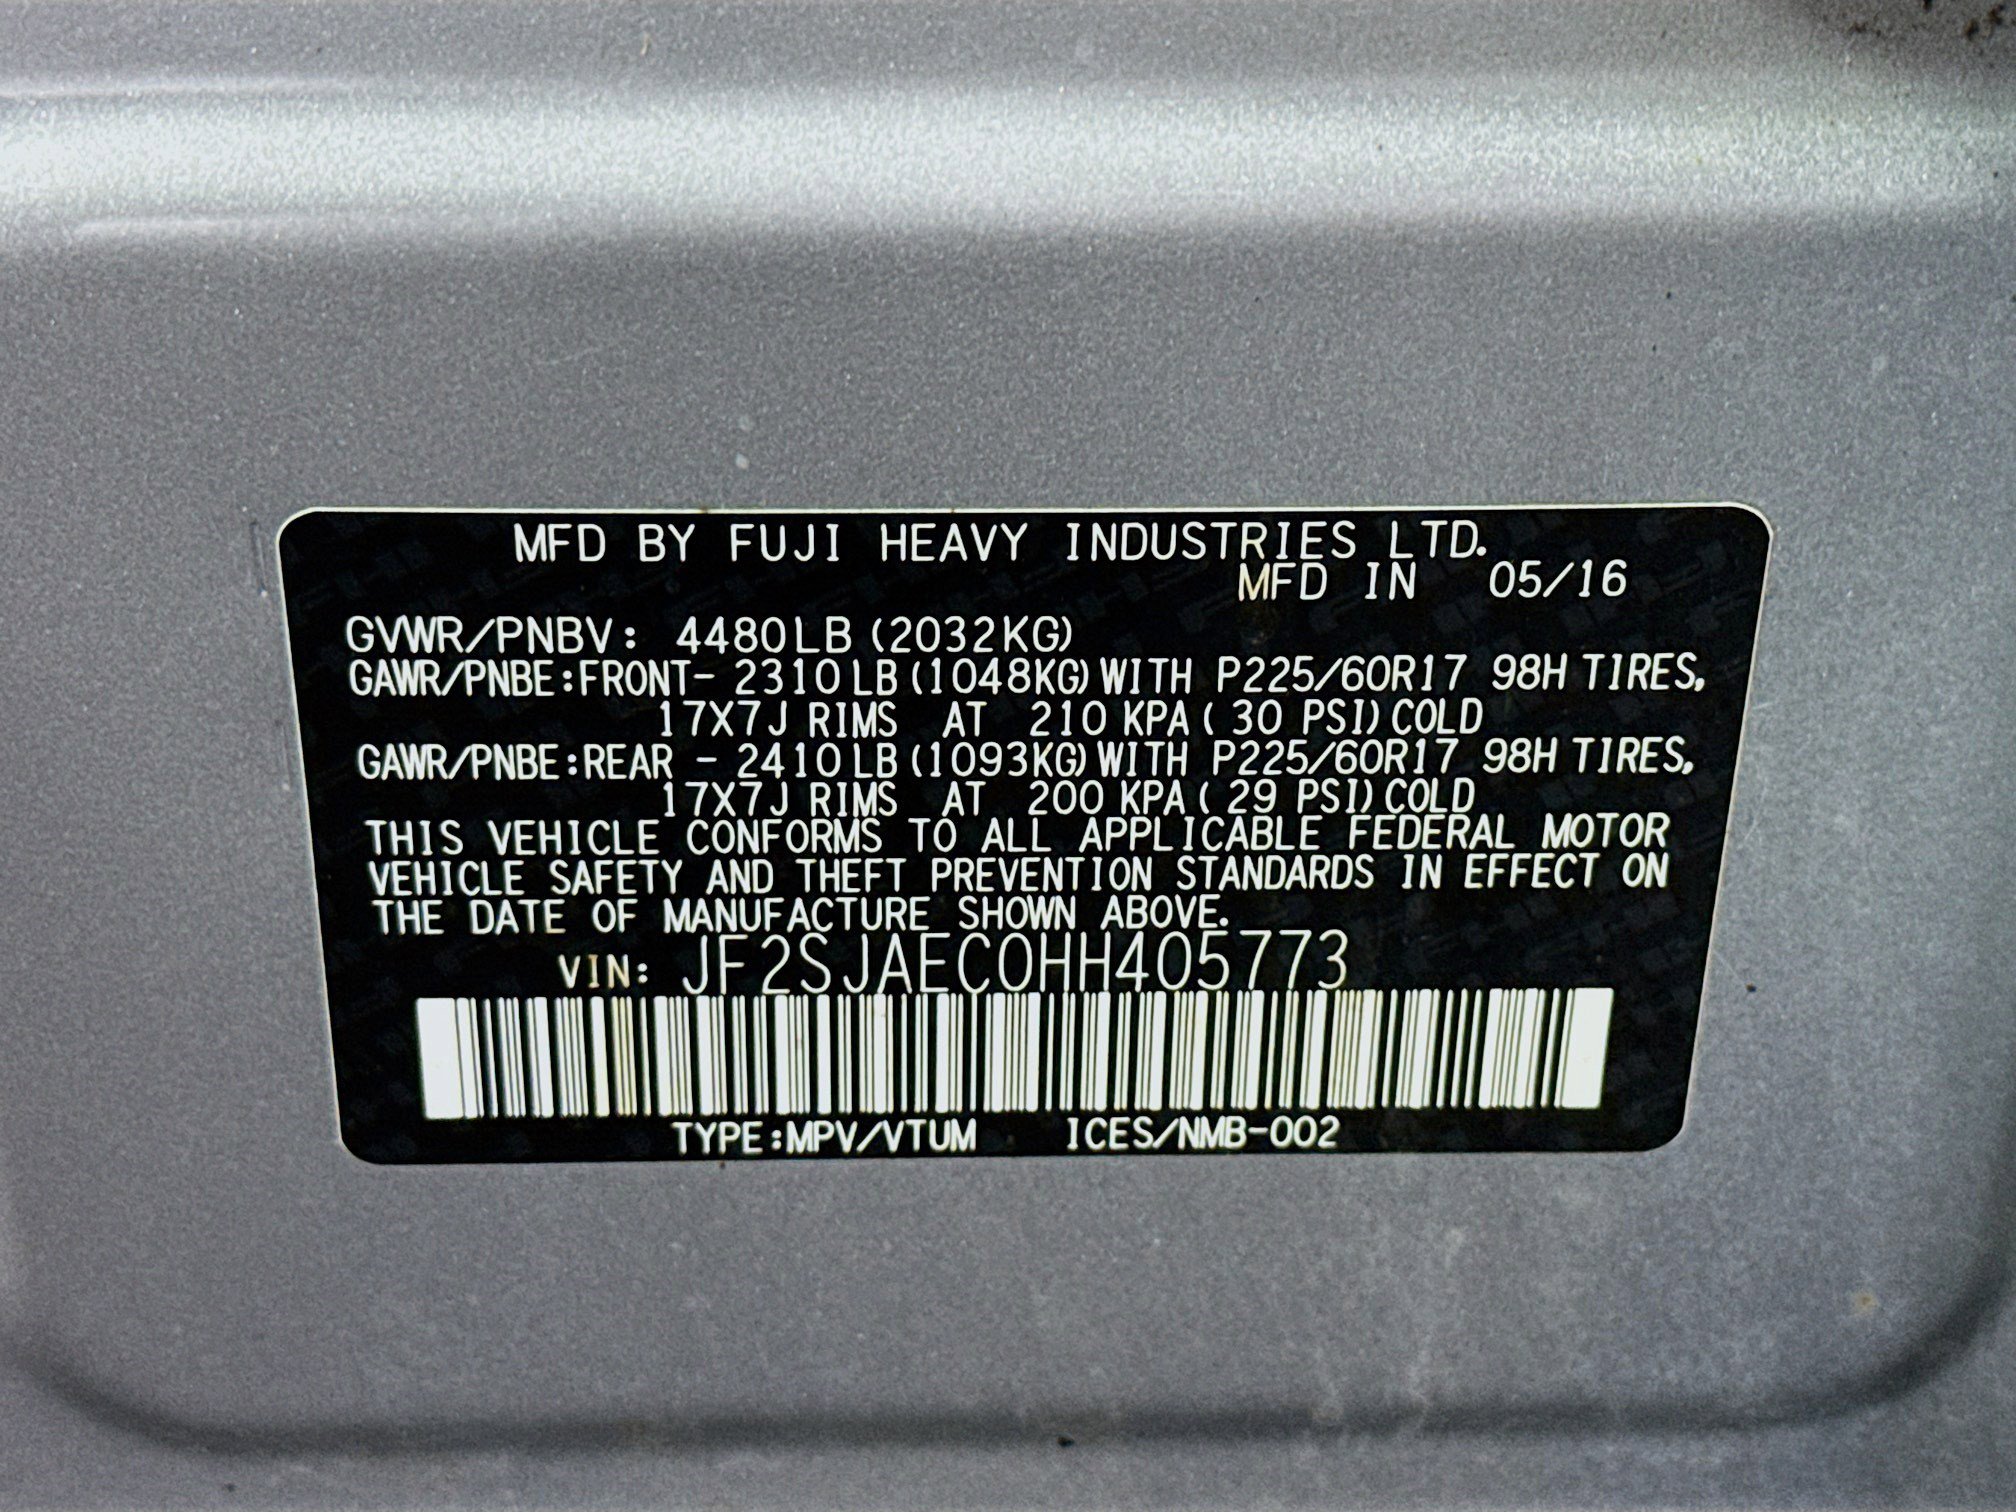 MFD BY FUJI HEAVY INDUSTRIES LTD.
MFD IN 05/16
GVWR/PNBV: 4480LB(2032KG)
GAWR/PNBE:FRONT- 2310LB(1048KG)WITH P225/60R17 98H TIRES,
17X7J RIMS AT 210 KPA( 30 PSI)COLD
GAWR/PNBE:REAR - 2410LB(1093KG)WITH P225/60R17 98H TIRES,
17X7J RIMS AT 200 KPA( 29 PSI)COLD
THIS VEHICLE CONFORMS TO ALL APPLICABLE FEDERAL MOTOR
VEHICLE SAFETY AND THEFT PREVENTION STANDARDS IN EFFECT ON
THE DATE OF MANUFACTURE SHOWN ABOVE.
VIN: JF2SJAEC0HH405773
TYPE:MPV/VTUM ICES/NMB-002